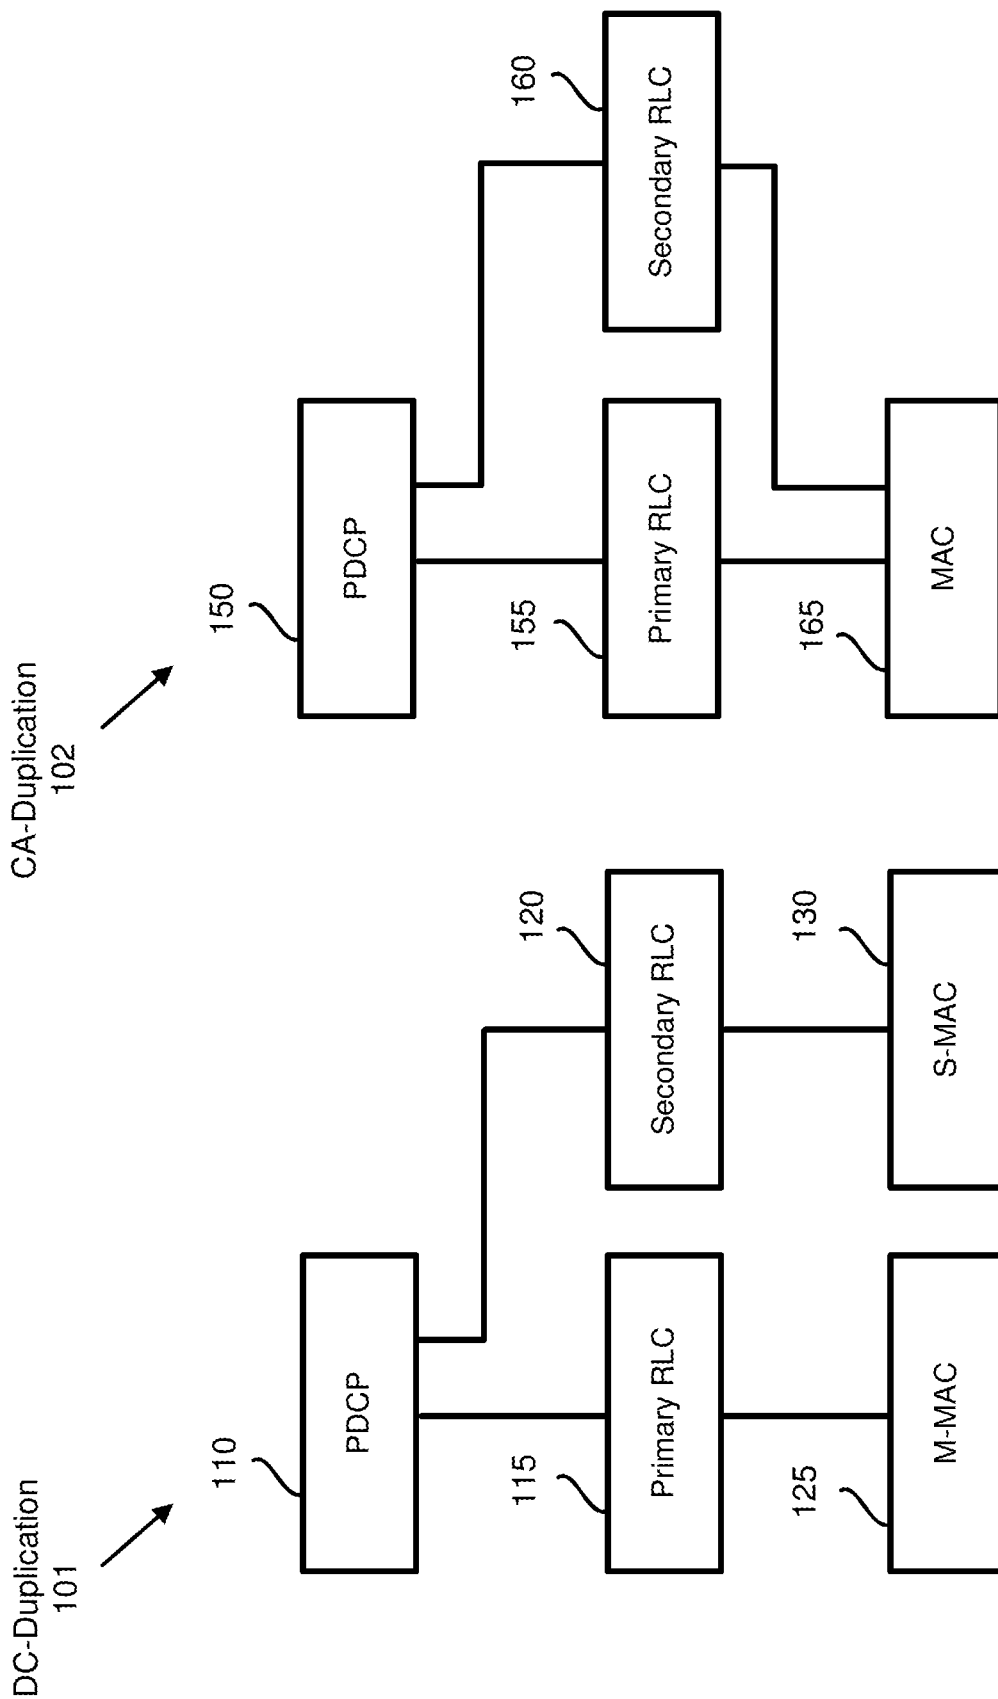 DC-Duplication
101
110
PDCP
115
Primary RLC
120
Secondary RLC
125
M-MAC
130
S-MAC
CA-Duplication
102
150
PDCP
155
Primary RLC
160
Secondary RLC
165
MAC